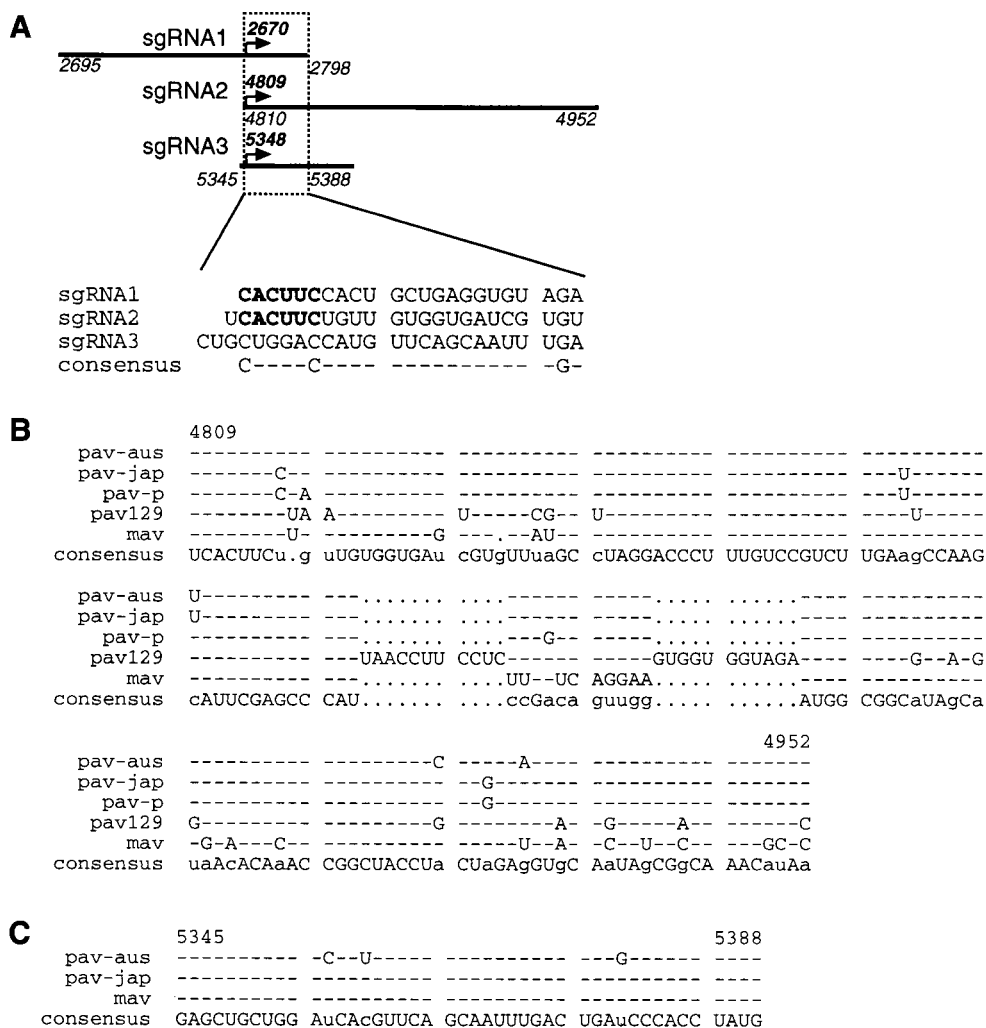 A
sgRNA1 2670
2695 2798
sgRNA2 4809
4810 4952
sgRNA3 5348
5345 5388
sgRNA1 CACUUCCACU GCUGAGGUGU AGA
sgRNA2 UCACUUCUGUU GUGGUGAUCG UGU
sgRNA3 CUGCUGGACCAUG UUCAGCAAUU UGA
consensus C----C---- ---------- -G-
B
4809
pav-aus ---------- ---------- ---------- ---------- ---------- ----------
pav-jap -------C-- ---------- ---------- ---------- ---------- ---U------
pav-p -------C-A ---------- ---------- ---------- ---------- ---U------
pav129 --------UA A--------- U-----CG-- U--------- ---------- ----U-----
mav --------U- ---------G ---.--AU-- ---------- ---------- ----------
consensus UCACUUCu.g uUGUGGUGAu cGUgUUuaGC cUAGGACCCU UUGUCCGUCU UGAagCCAAG
pav-aus U--------- ---....... ....------ -----..... .......---- ----------
pav-jap U--------- ---....... ....------ -----..... .......---- ----------
pav-p ---------- ---....... ....---G-- -----..... .......---- ----------
pav129 ---------- ---UAACCUU CCUC------ -----GUGGU GGUAGA---- -----G--A-G
mav ---------- ---....... ....UU--UC AGGAA..... ......---- ----------
consensus cAUUCGAGCC CAU....... ....ccGaca guugg..... ......AUGG CGGCaUAgCa
4952
pav-aus ---------- ---------C ---A------ ---------- ------
pav-jap ---------- ---------- G--------- ---------- ------
pav-p ---------- ---------- G--------- ---------- ------
pav129 G--------- ---------G --------A- --G-----A-- -----C
mav -G-A---C-- ---------- ---U--A- --C--U--C-- ---GC-C
consensus uaAcACAaAC CGGCUACCUa CUaGAgGUgC AaUAgCGgCA AACauAa
C
5345 5388
pav-aus ---------- -C--U----- ---------- ---G------ ----
pav-jap ---------- ---------- ---------- ---------- ----
mav ---------- ---------- ---------- ---------- ----
consensus GAGCUGCUGG AuCAcGUUCA GCAAUUUGAC UGAuCCCACC UAUG